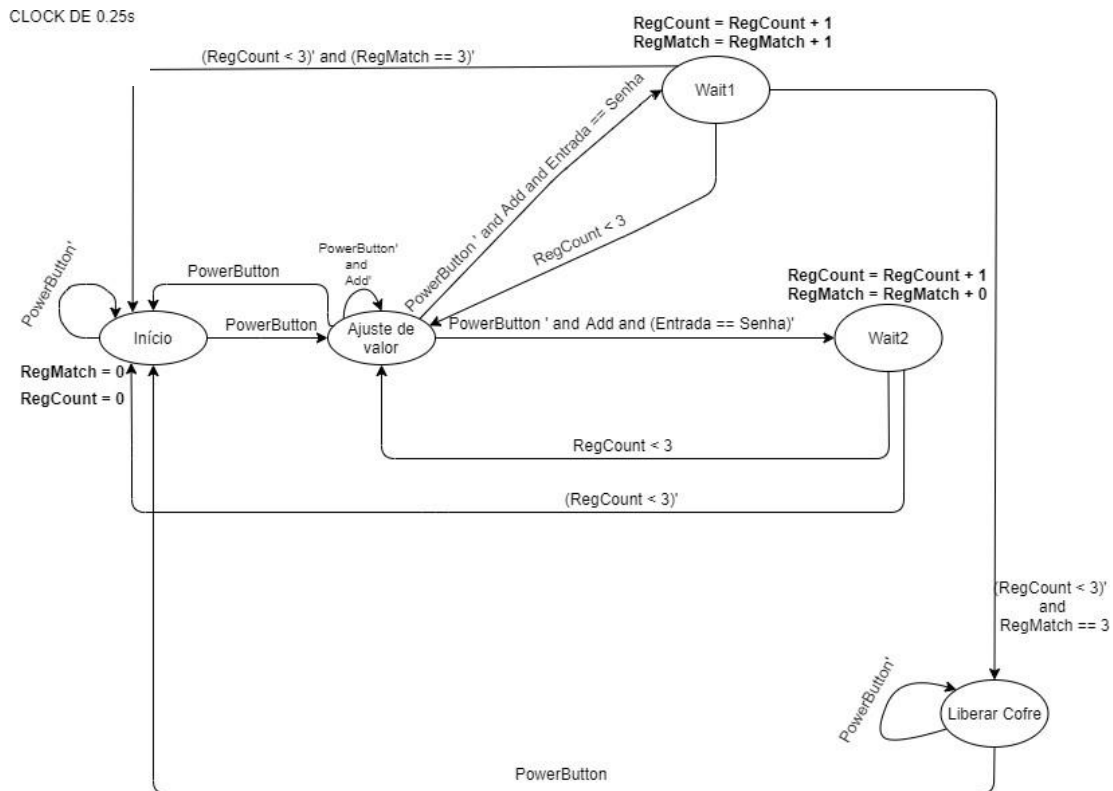 CLOCK DE 0.25s
RegCount = RegCount + 1
RegMatch = RegMatch + 1
(RegCount < 3)' and (RegMatch == 3)'
Wait1
PowerButton ' and Add and Entrada == Senha
RegCount < 3
PowerButton'
PowerButton
PowerButton'
and
Add'
RegCount = RegCount + 1
RegMatch = RegMatch + 0
Início
PowerButton
Ajuste de
valor
PowerButton ' and Add and (Entrada == Senha)'
Wait2
RegMatch = 0
RegCount = 0
RegCount < 3
(RegCount < 3)'
(RegCount < 3)'
and
RegMatch == 3
PowerButton'
Liberar Cofre
PowerButton